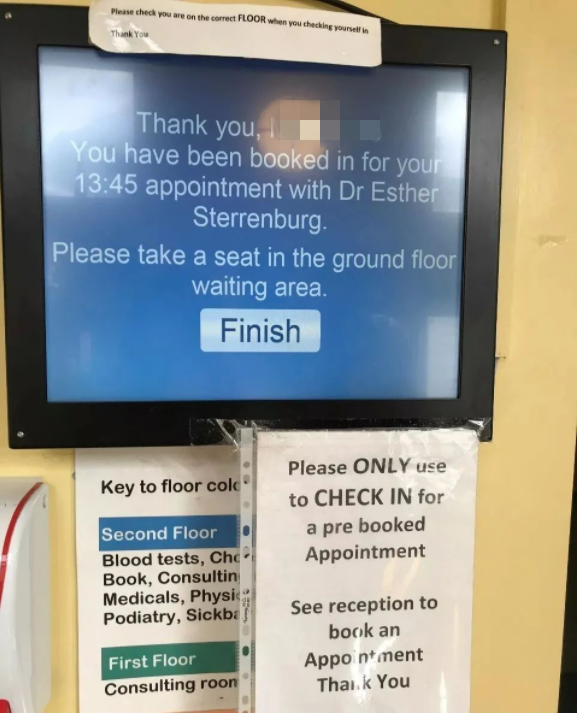 Please check you are on the correct FLOOR when you checking yourself in
Thank You
Thank you,
You have been booked in for your
13:45 appointment with Dr Esther
Sterrenburg.
Please take a seat in the ground floor
waiting area.
Finish
Key to floor
Second Floor
Blood tests,
Book,
Medicals,
Podiatry,
First Floor
Consulting
Please ONLY use
to CHECK IN for
a pre booked
Appointment
See reception to
book an
Appointment
Thank You